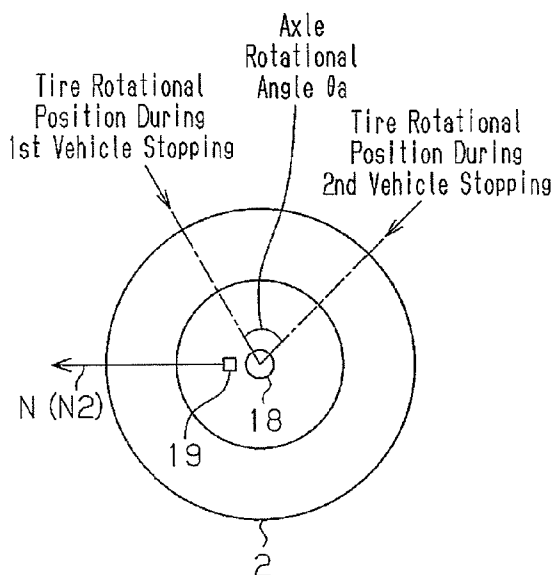 Axle
Rotational
Angle θa
Tire Rotational
Position During
1st Vehicle Stopping
Tire Rotational
Position During
2nd Vehicle Stopping
N (N2)
19
18
2